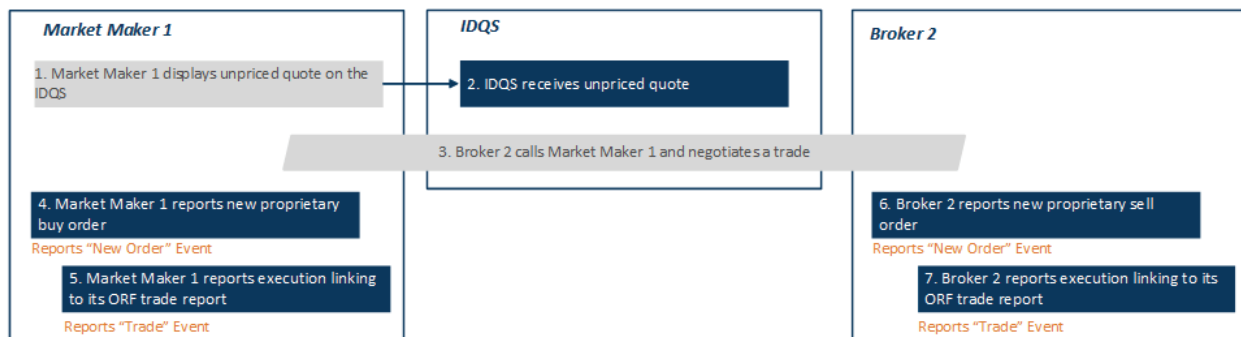 Market Maker 1
IDQS
Broker 2
1. Market Maker 1 displays unpriced quote on the
IDQS
2. IDQS receives unpriced quote
3. Broker 2 calls Market Maker 1 and negotiates a trade
4. Market Maker 1 reports new proprietary
buy order
Reports “New Order” Event
5. Market Maker 1 reports execution linking
to its ORF trade report
Reports “Trade” Event
6. Broker 2 reports new proprietary sell
order
Reports “New Order” Event
7. Broker 2 reports execution linking to its
ORF trade report
Reports “Trade” Event